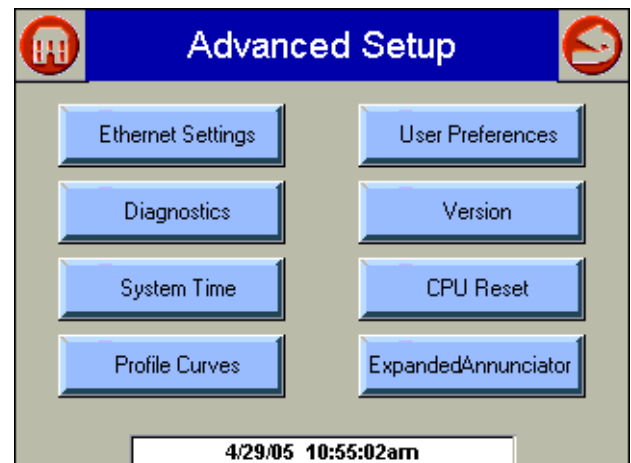 Advanced Setup
Ethernet Settings
User Preferences
Diagnostics
Version
System Time
CPU Reset
Profile Curves
ExpandedAnnunciator
4/29/05 10:55:02am